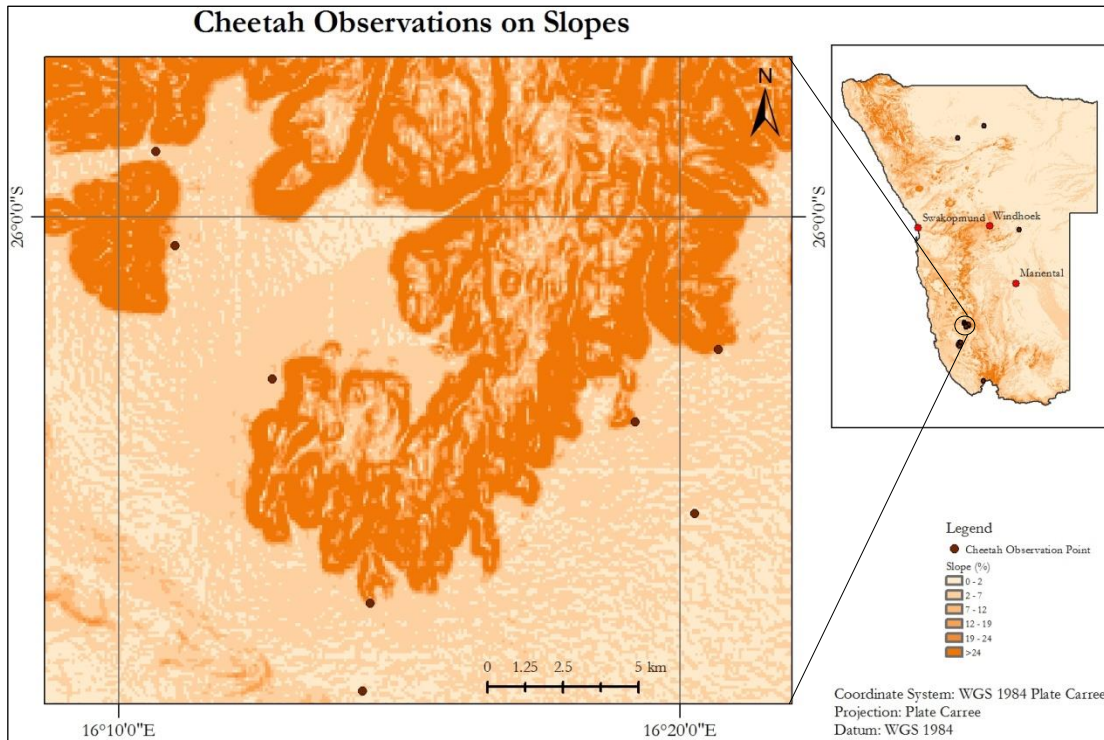 Cheetah Observations on Slopes
N
26°0'0"S
26°0'0"S
Swakopmund
Windhoek
Manental
Legend
Cheetah Observation Point
Slope (%)
0 - 2
2 - 7
7 - 12
12 - 19
19 - 24
>24
0 1.25 2.5 5 km
Coordinate System: WGS 1984 Plate Carree
Projection: Plate Carree
Datum: WGS 1984
16°10'0"E
16°20'0"E